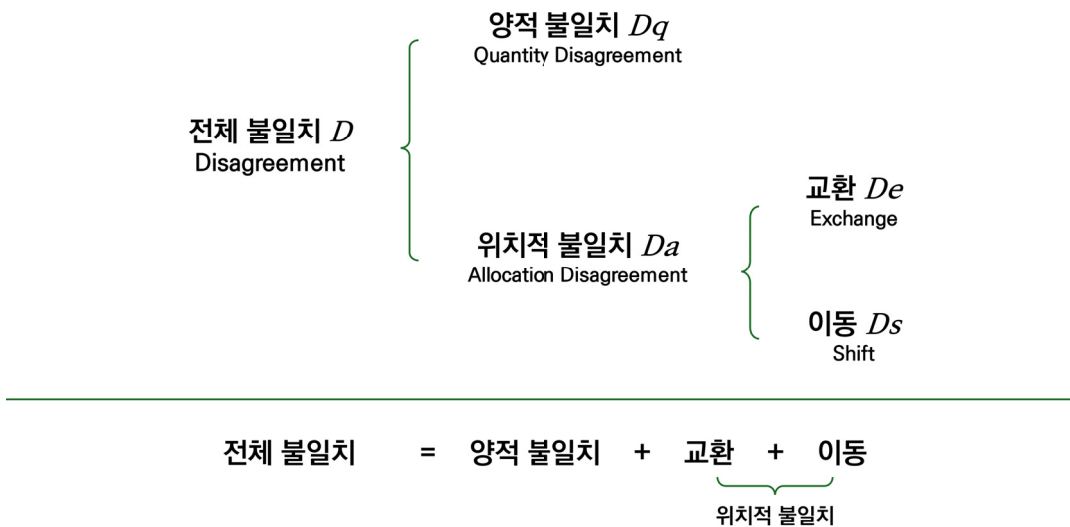 양적 불일치 Dq
Quantity Disagreement
전체 불일치 D
Disagreement
교환 De
Exchange
위치적 불일치 Da
Allocation Disagreement
이동 Ds
Shift
전체 불일치 = 양적 불일치 + 교환 + 이동
위치적 불일치